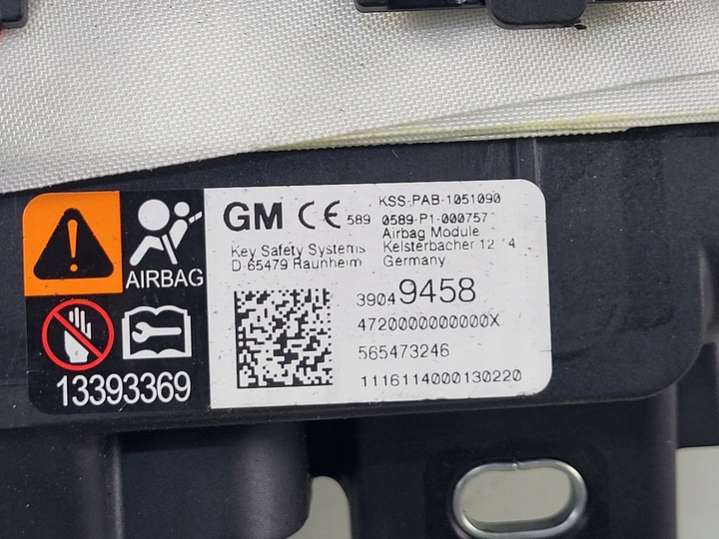 AIRBAG
13393369
GM CE 589
KSS-PAB-1051090
0589-P1-000757
Airbag Module
Key Safety Systems
D-65479 Raunheim
Kelsterbacher
Germany
39049458
4720000000000X
565473246
1116114000130220